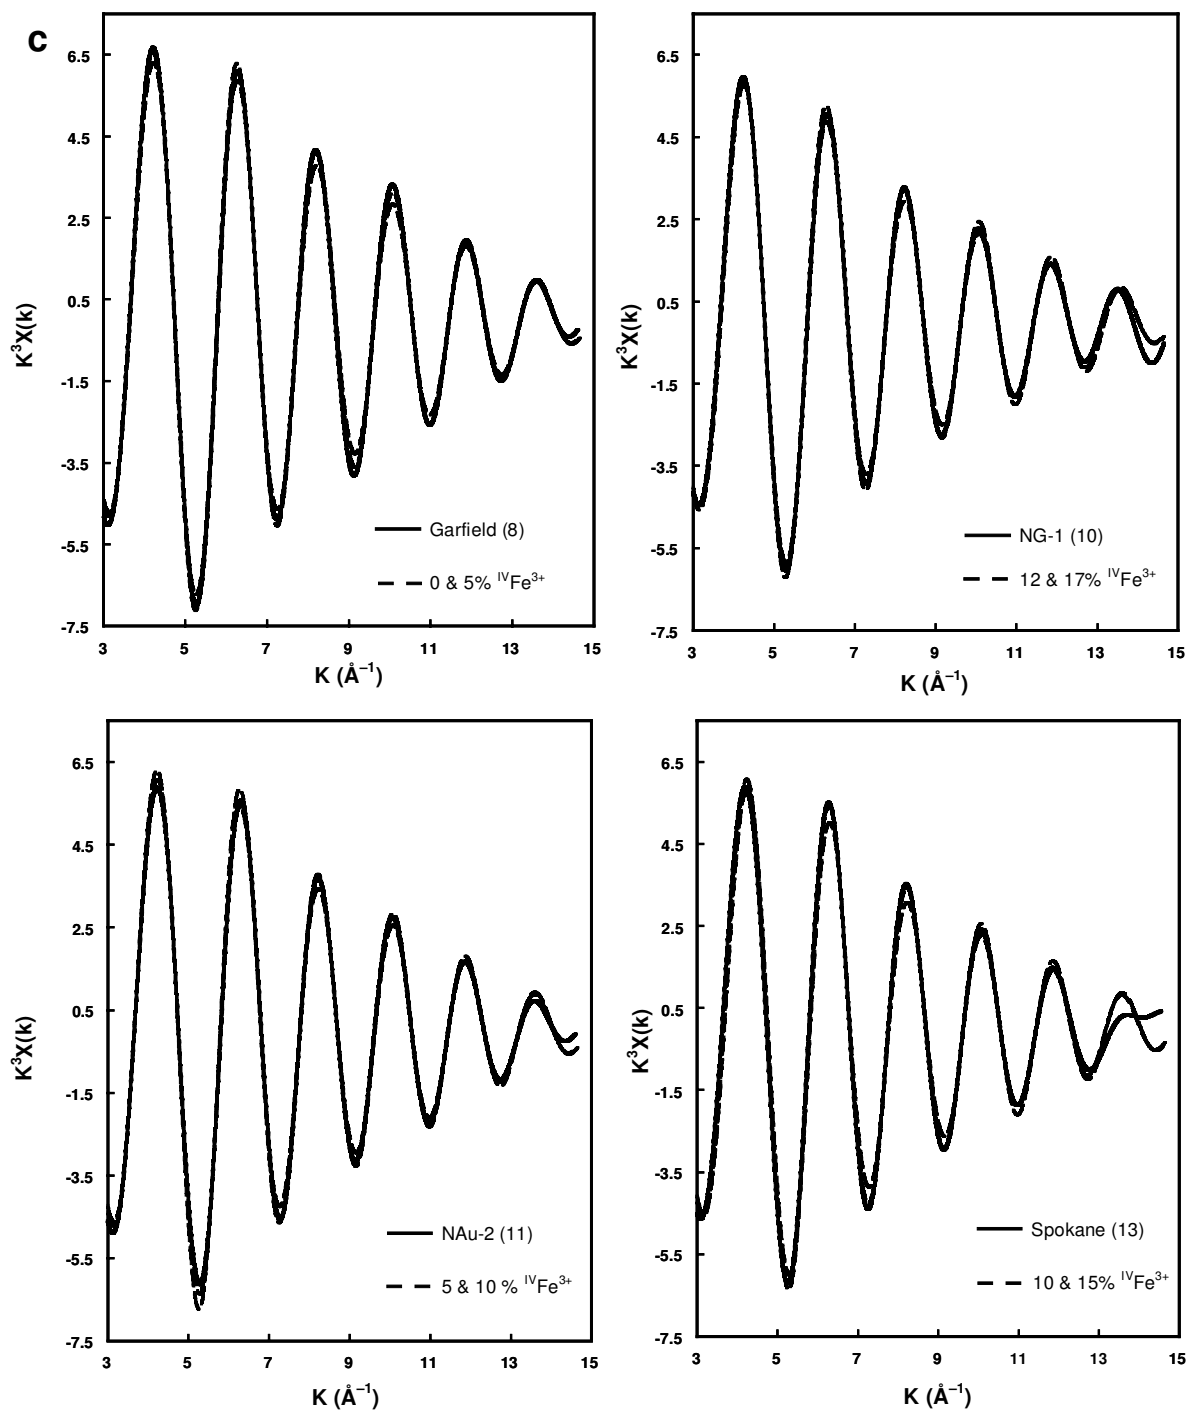 c
6.5
4.5
2.5
0.5
-1.5
-3.5
-5.5
-7.5
K³X(k)
3 5 7 9 11 13 15
K (Å⁻¹)
Garfield (8)
0 & 5% ᴵⱽFe³⁺
6.5
4.5
2.5
0.5
-1.5
-3.5
-5.5
-7.5
K³X(k)
3 5 7 9 11 13 15
K (Å⁻¹)
NG-1 (10)
12 & 17% ᴵⱽFe³⁺
6.5
4.5
2.5
0.5
-1.5
-3.5
-5.5
-7.5
K³X(k)
3 5 7 9 11 13 15
K (Å⁻¹)
NAu-2 (11)
5 & 10 % ᴵⱽFe³⁺
6.5
4.5
2.5
0.5
-1.5
-3.5
-5.5
-7.5
K³X(k)
3 5 7 9 11 13 15
K (Å⁻¹)
Spokane (13)
10 & 15% ᴵⱽFe³⁺